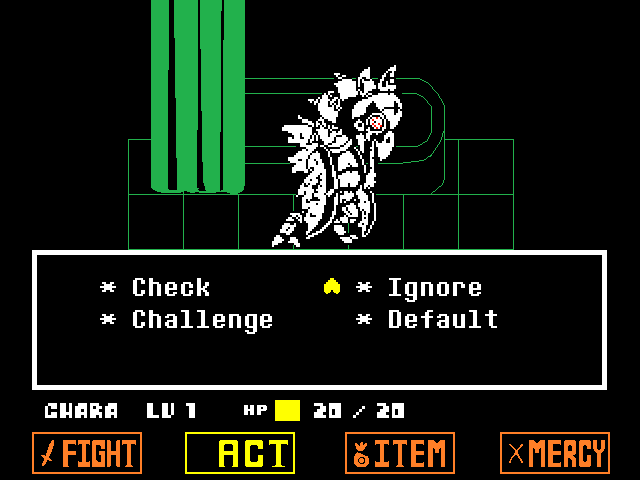 * Check * Ignore
* Challenge * Default
CHARA LV 1 HP 20 / 20
FIGHT ACT ITEM MERCY